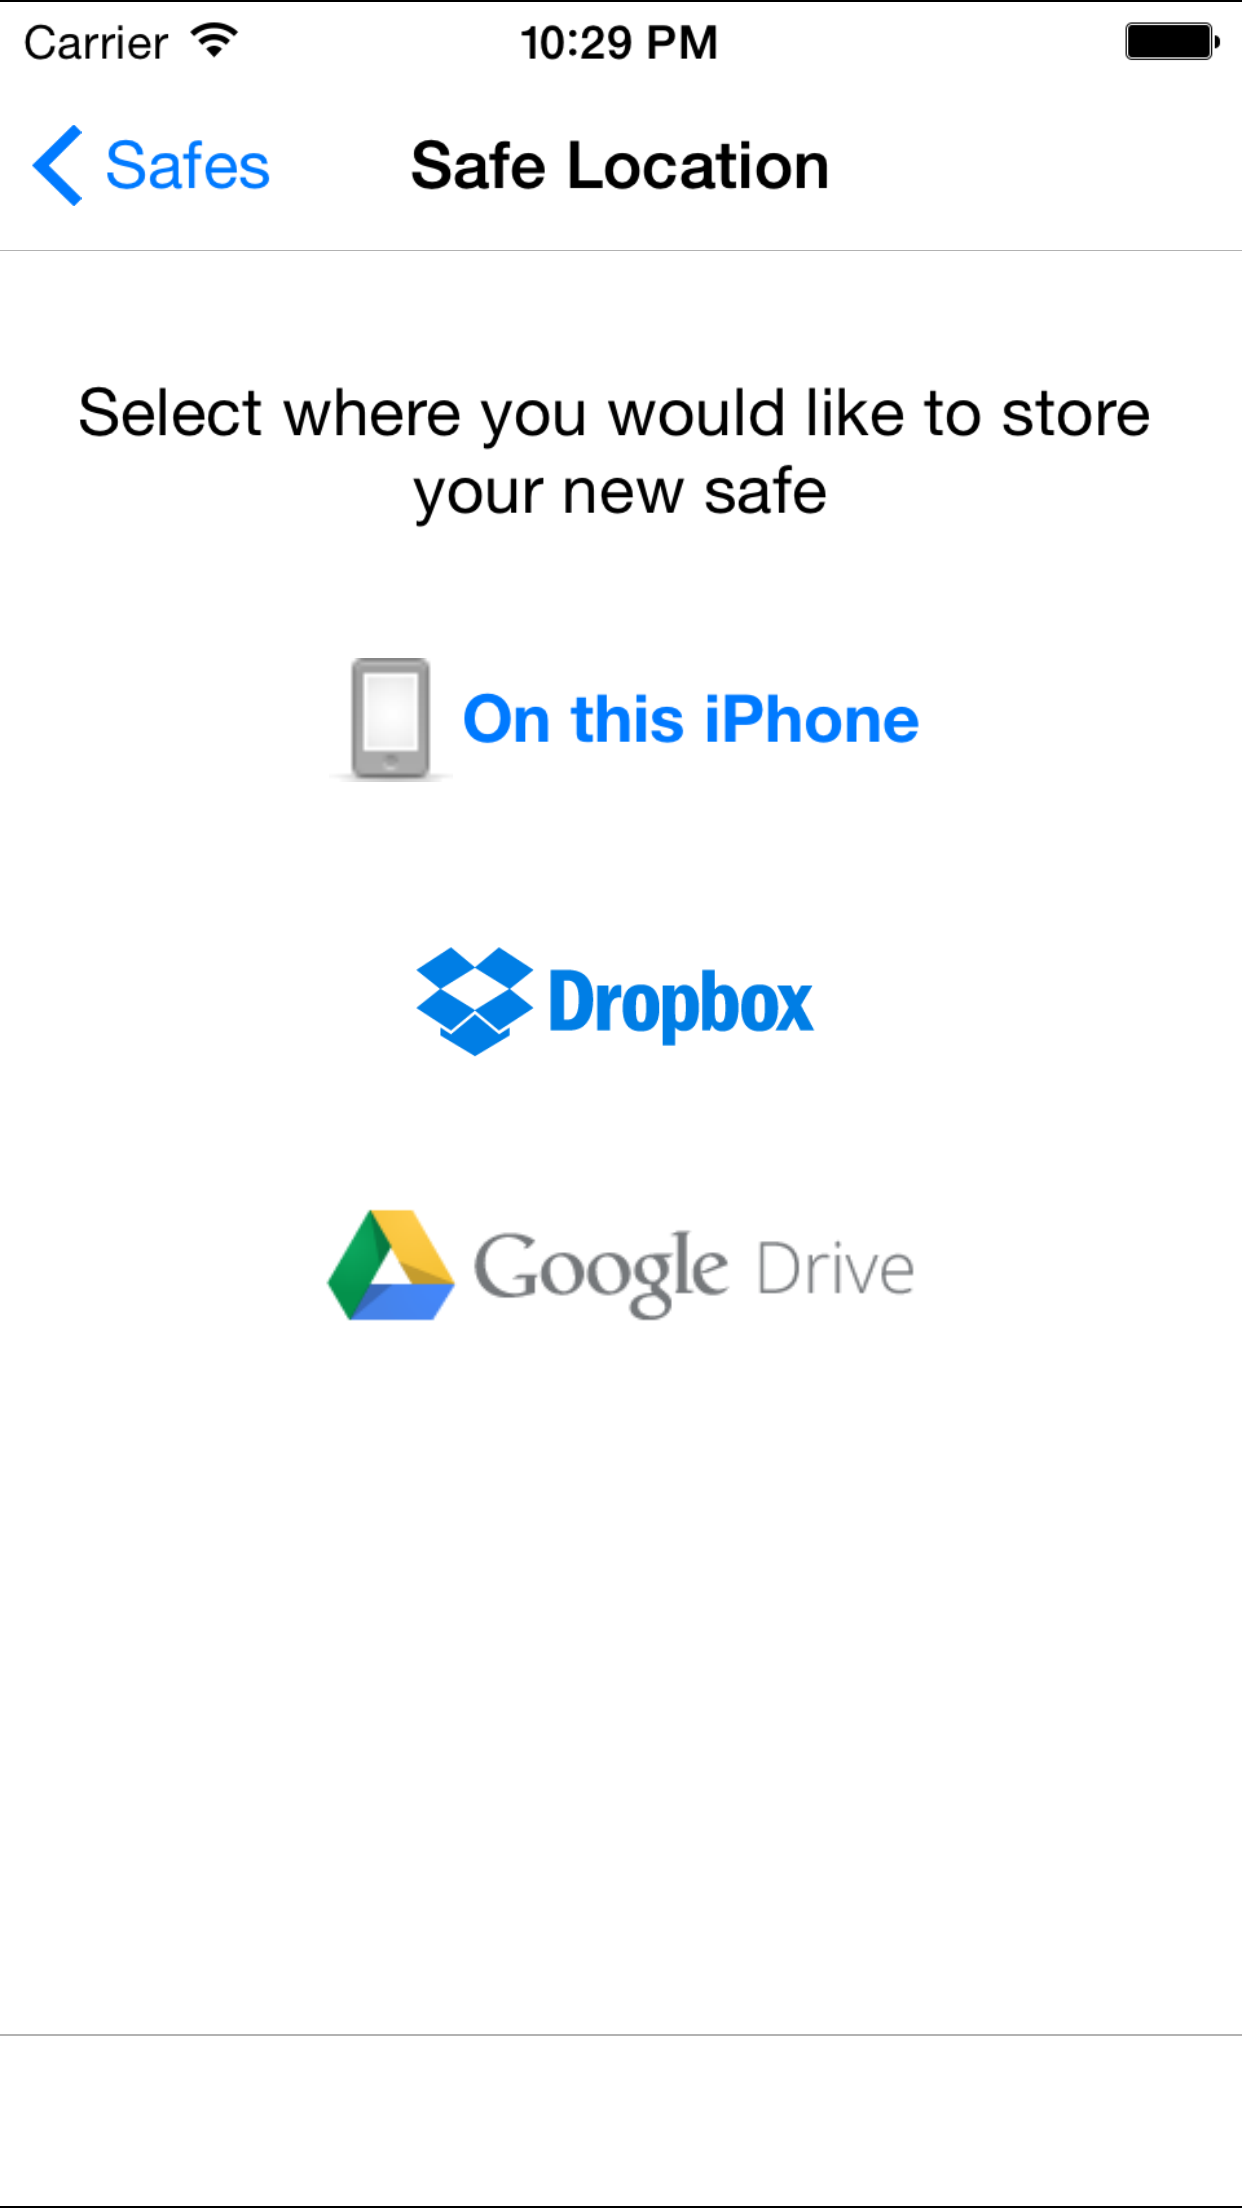 Carrier 10:29 PM
Safes Safe Location
Select where you would like to store
your new safe
On this iPhone
Dropbox
Google Drive